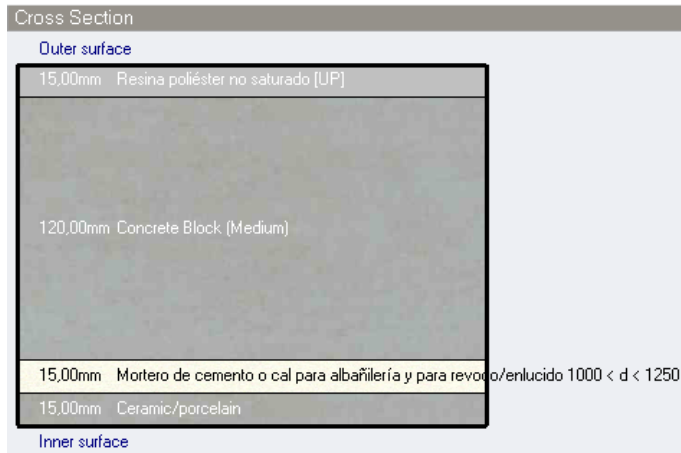 Cross Section
Outer surface
15,00mm Resina poliéster no saturado [UP]
120,00mm Concrete Block (Medium)
15,00mm Mortero de cemento o cal para albañilería y para revoco/enlucido 1000 < d < 1250
15,00mm Ceramic/porcelain
Inner surface